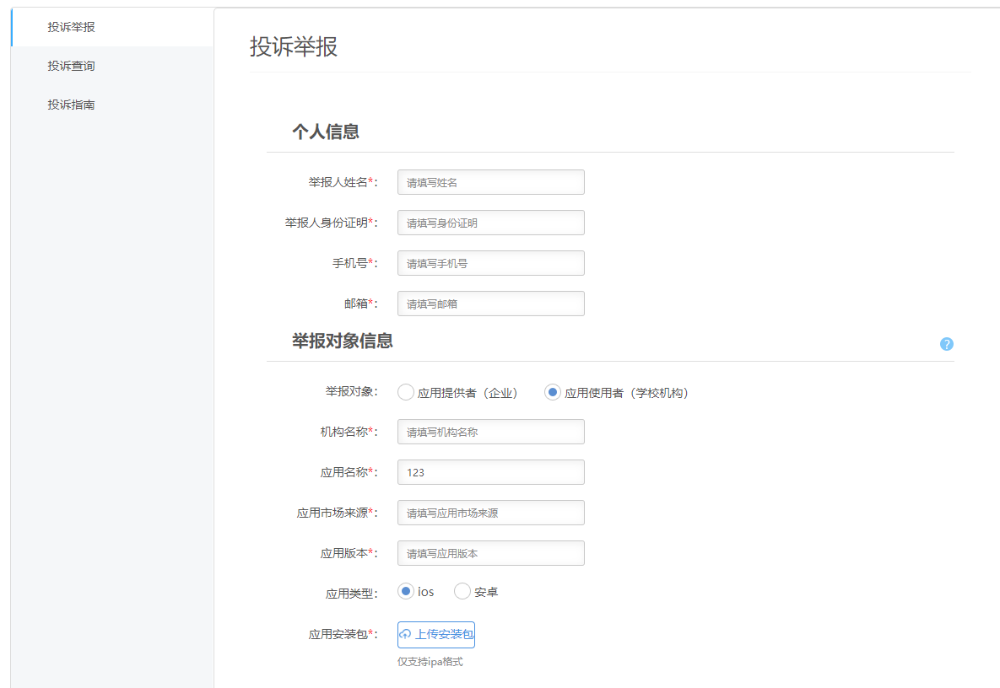 投诉举报
投诉查询
投诉指南
投诉举报
个人信息
举报人姓名*： 请填写姓名
举报人身份证明*： 请填写身份证明
手机号*： 请填写手机号
邮箱*： 请填写邮箱
举报对象信息 ?
举报对象： 应用提供者（企业） 应用使用者（学校机构）
机构名称*： 请填写机构名称
应用名称*： 123
应用市场来源*： 请填写应用市场来源
应用版本*： 请填写应用版本
应用类型： ios 安卓
应用安装包*： 上传安装包
仅支持ipa格式